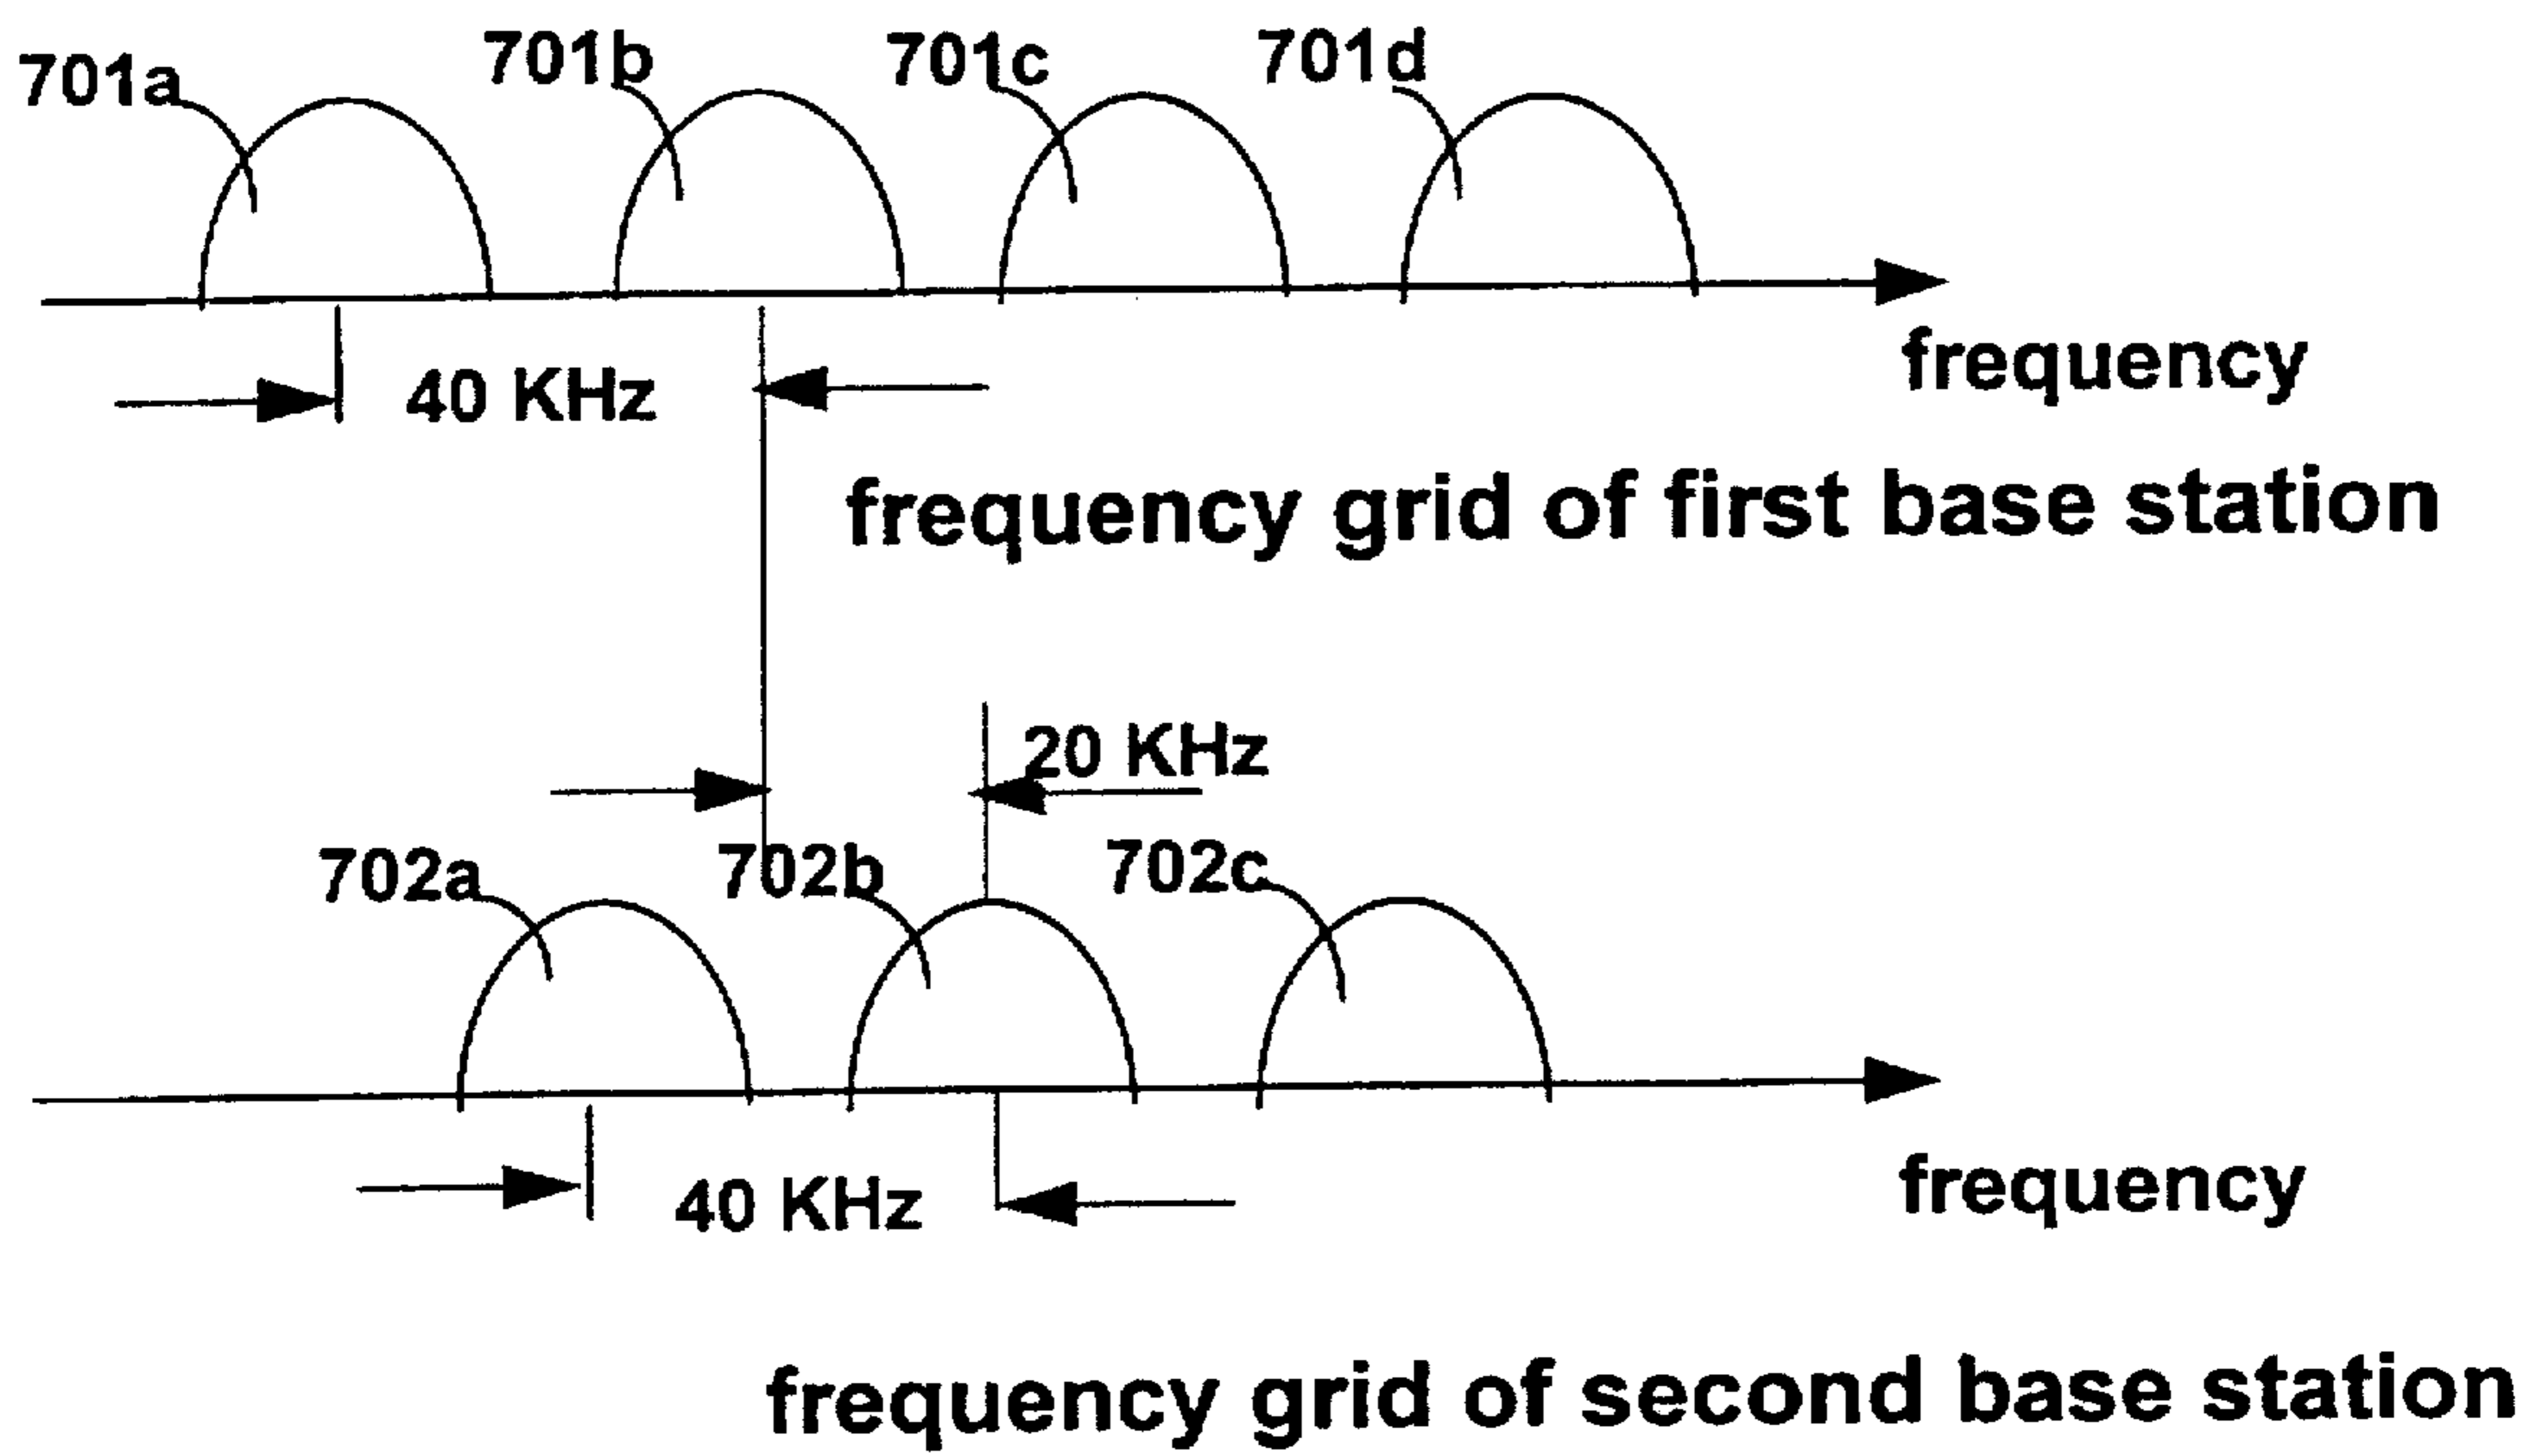 701a 701b 701c 701d
frequency
40 KHz
frequency grid of first base station
20 KHz
702a 702b 702c
frequency
40 KHz
frequency grid of second base station